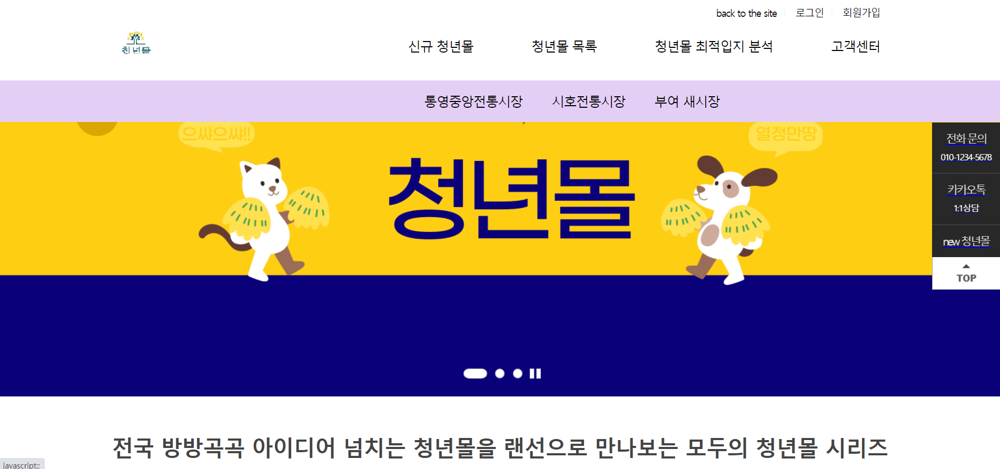 back to the site 로그인 회원가입
청년몰
신규 청년몰 청년몰 목록 청년몰 최적입지 분석 고객센터
통영중앙전통시장 시호전통시장 부여 새시장
으쌰으쌰!! 열정만땅
청년몰
전화 문의
010-1234-5678
카카오톡
1:1상담
new 청년몰
TOP
전국 방방곡곡 아이디어 넘치는 청년몰을 랜선으로 만나보는 모두의 청년몰 시리즈
javascript:;